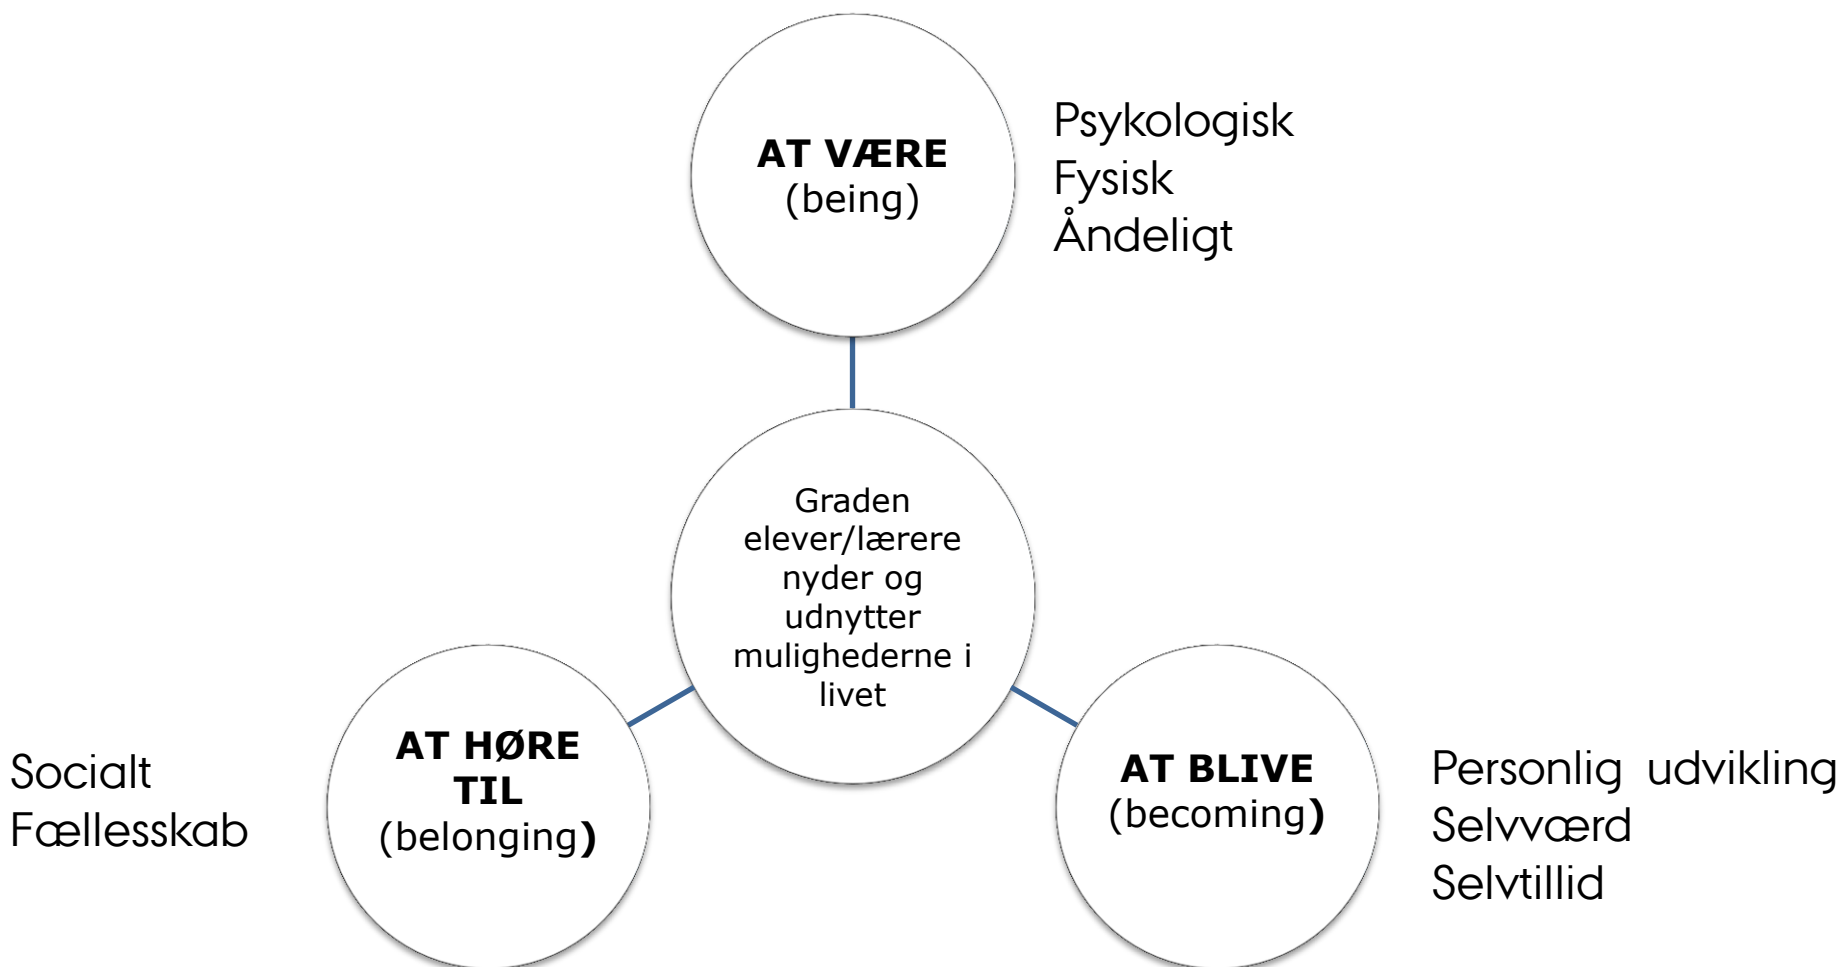 AT VÆRE
(being)
Psykologisk
Fysisk
Åndeligt
Graden
elever/lærere
nyder og
udnytter
mulighederne i
livet
Socialt
Fællesskab
AT HØRE
TIL
(belonging)
AT BLIVE
(becoming)
Personlig udvikling
Selvværd
Selvtillid